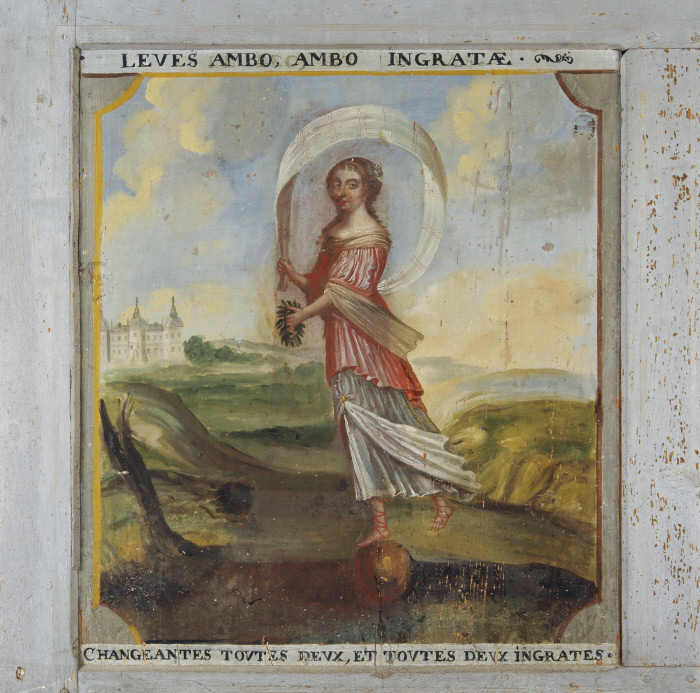 LEVES AMBO, AMBO INGRATÆ.
CHANGEANTES TOVTES DEVX, ET TOVTES DEVX INGRATES.